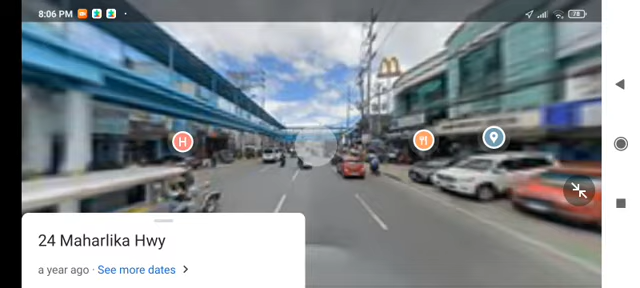 8:06 PM
78
H
24 Maharlika Hwy
a year ago · See more dates